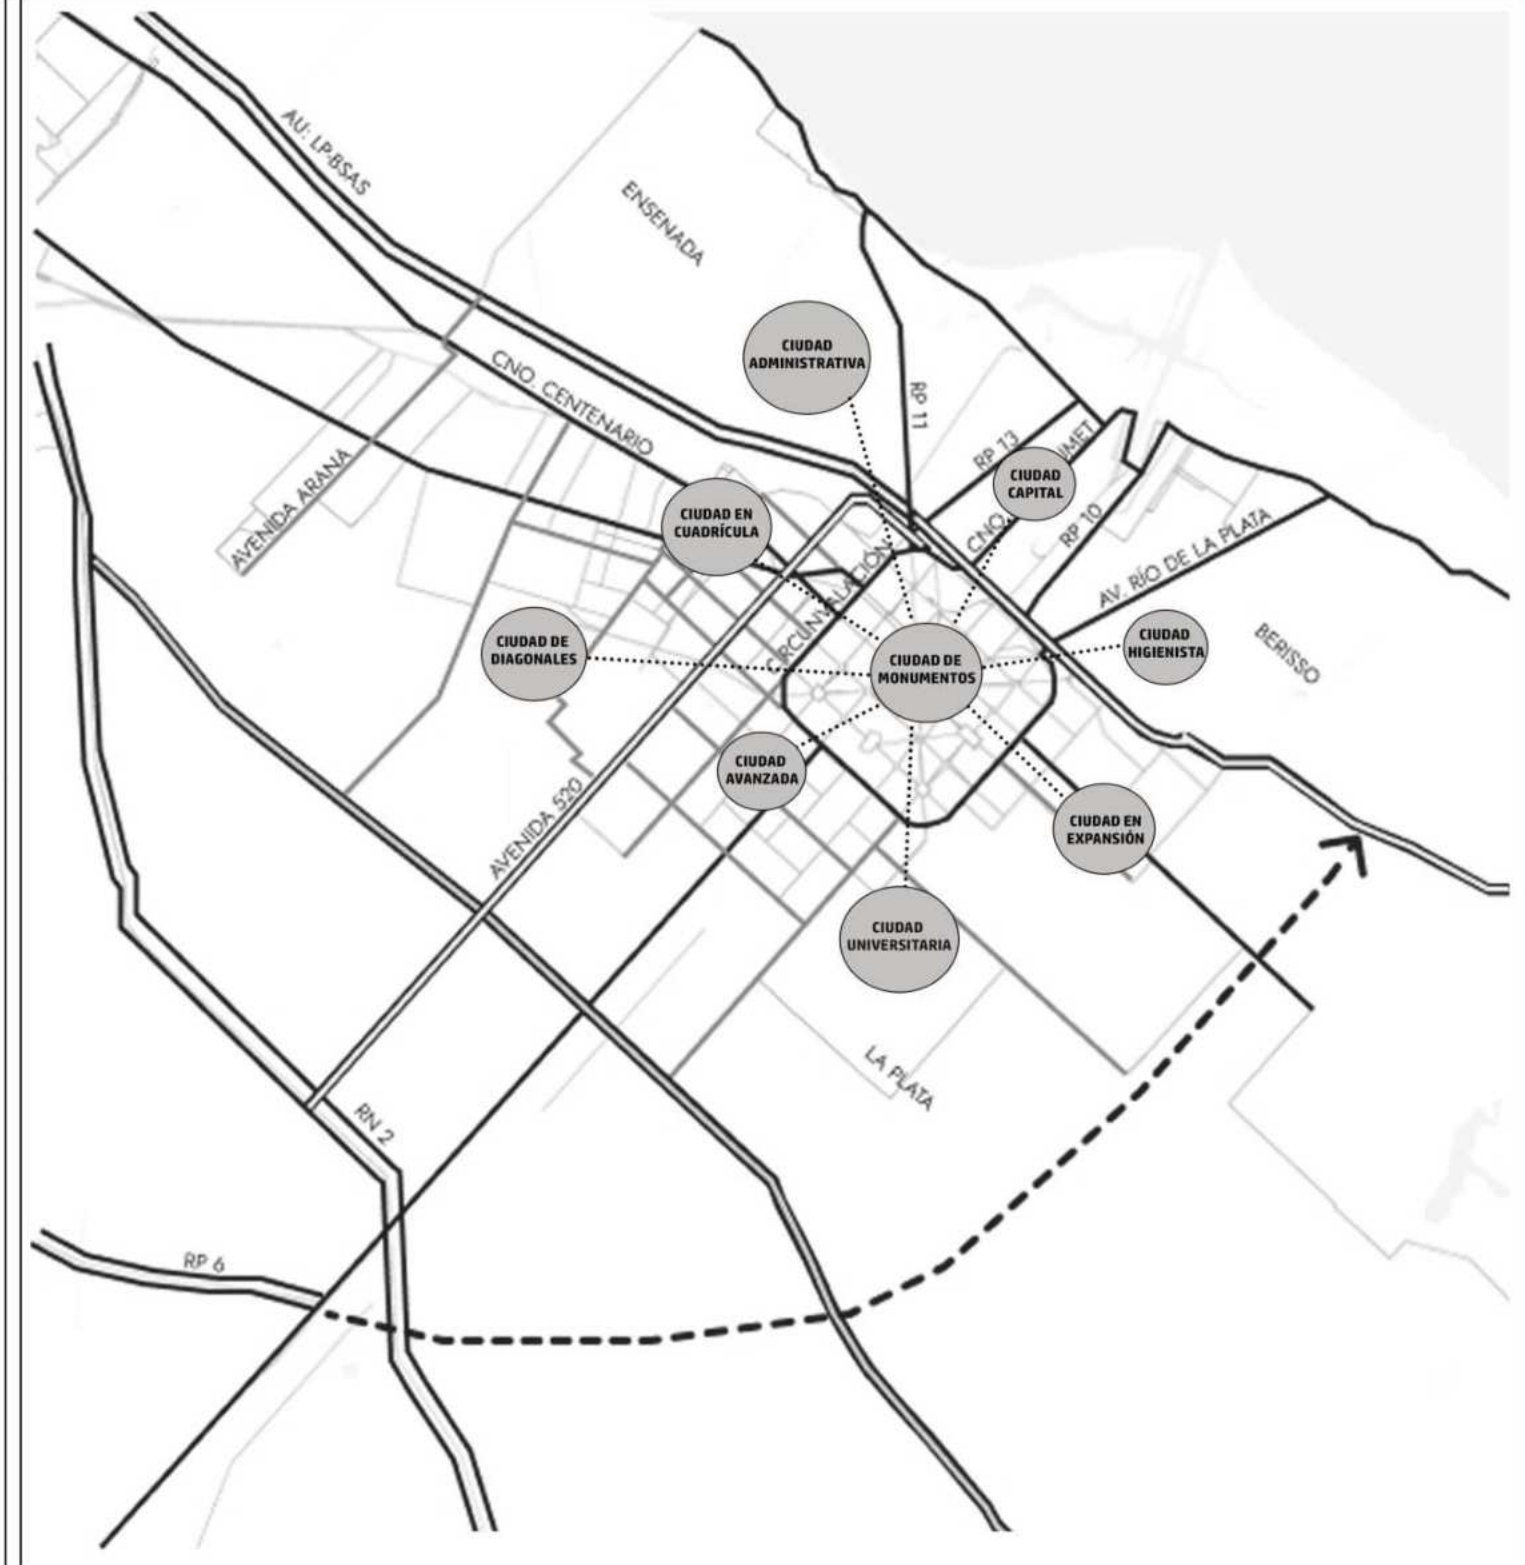 AU: LP-BSAS
ENSENADA
CIUDAD
ADMINISTRATIVA
CNO. CENTENARIO
RP 11
RP 13
CIUDAD
CAPITAL
AVENIDA ARANA
CIUDAD EN
CUADRÍCULA
CNO.
RP 10
AV. RÍO DE LA PLATA
CIRCUNVALACIÓN
CIUDAD DE
DIAGONALES
CIUDAD DE
MONUMENTOS
CIUDAD
HIGIENISTA
BERISSO
CIUDAD
AVANZADA
AVENIDA 520
CIUDAD EN
EXPANSIÓN
CIUDAD
UNIVERSITARIA
LA PLATA
RN 2
RP 6